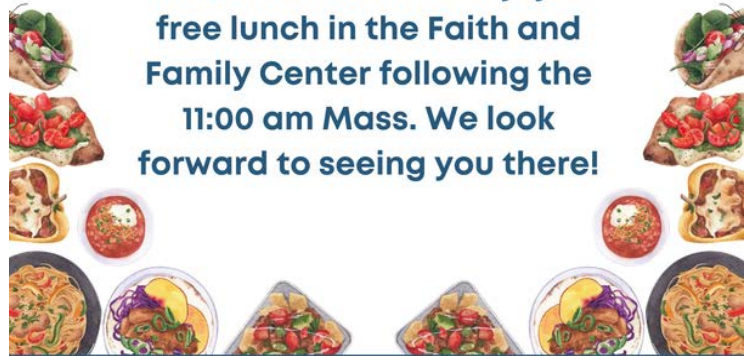 free lunch in the Faith and
Family Center following the
11:00 am Mass. We look
forward to seeing you there!